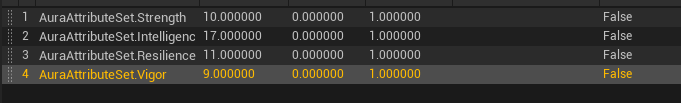 1 AuraAttributeSet.Strength 10.000000 0.000000 1.000000 False
2 AuraAttributeSet.Intelligenc 17.000000 0.000000 1.000000 False
3 AuraAttributeSet.Resilience 11.000000 0.000000 1.000000 False
4 AuraAttributeSet.Vigor 9.000000 0.000000 1.000000 False